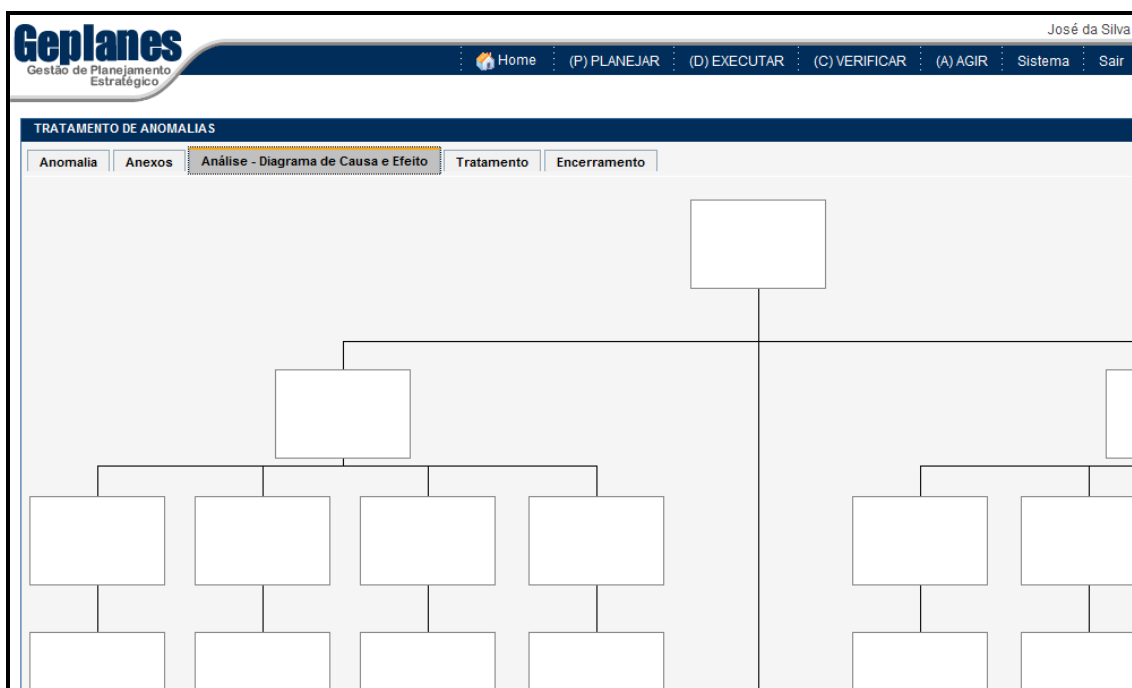 José da Silva
Geplanes
Gestão de Planejamento
Estratégico
Home (P) PLANEJAR (D) EXECUTAR (C) VERIFICAR (A) AGIR Sistema Sair
TRATAMENTO DE ANOMALIAS
Anomalia Anexos Análise - Diagrama de Causa e Efeito Tratamento Encerramento